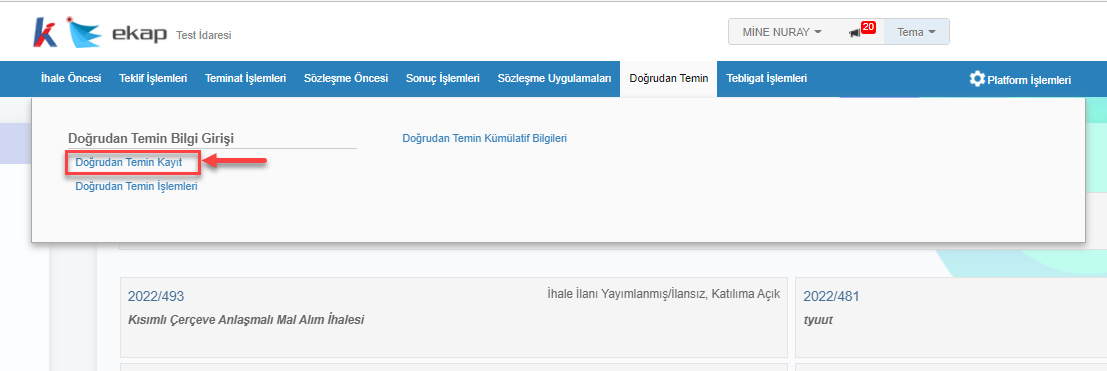 ekap Test İdaresi MİNE NURAY 20 Tema
İhale Öncesi Teklif İşlemleri Teminat İşlemleri Sözleşme Öncesi Sonuç İşlemleri Sözleşme Uygulamaları Doğrudan Temin Tebligat İşlemleri Platform İşlemleri
Doğrudan Temin Bilgi Girişi Doğrudan Temin Kümülatif Bilgileri
Doğrudan Temin Kayıt
Doğrudan Temin İşlemleri
2022/493 İhale İlanı Yayımlanmış/İlansız, Katılıma Açık 2022/481
Kısımlı Çerçeve Anlaşmalı Mal Alım İhalesi tyuut